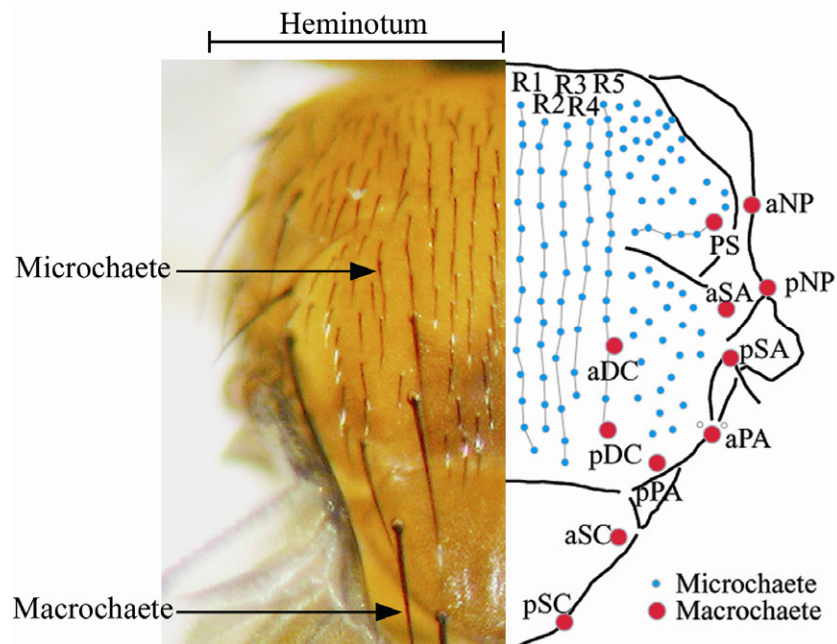 Heminotum
R1 R3 R5
R2 R4
aNP
PS
pNP
aSA
Microchaete
pSA
aDC
aPA
pDC
pPA
aSC
Microchaete
pSC
Macrochaete
Macrochaete